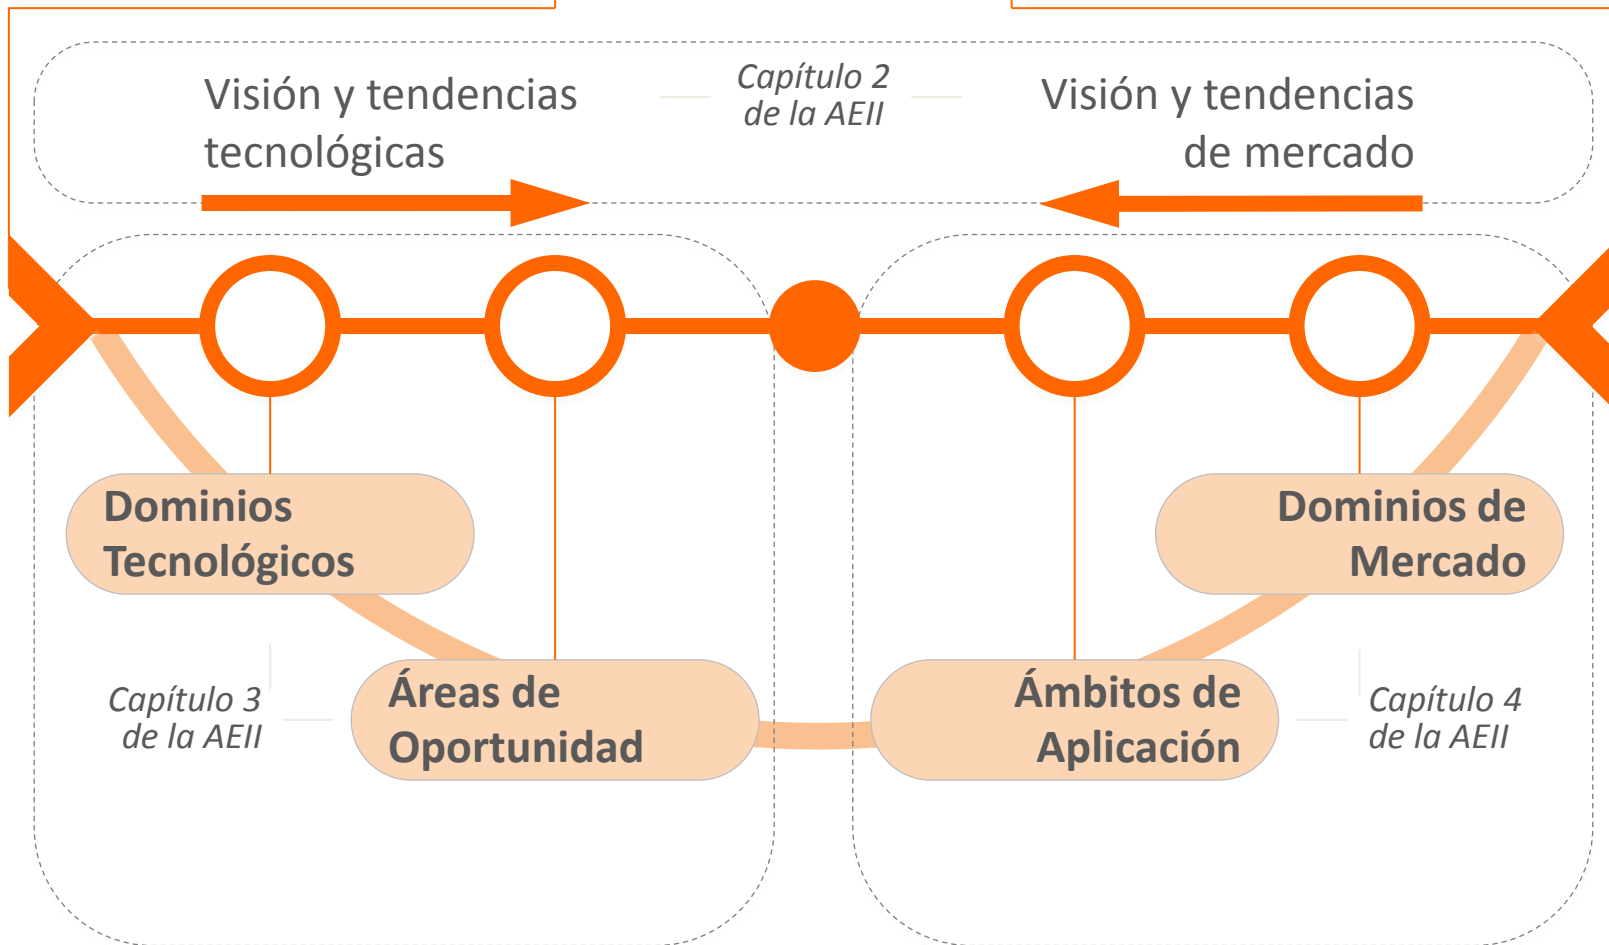 Visión y tendencias
tecnológicas
Capítulo 2
de la AEII
Visión y tendencias
de mercado
Dominios
Tecnológicos
Dominios de
Mercado
Capítulo 3
de la AEII
Áreas de
Oportunidad
Ámbitos de
Aplicación
Capítulo 4
de la AEII